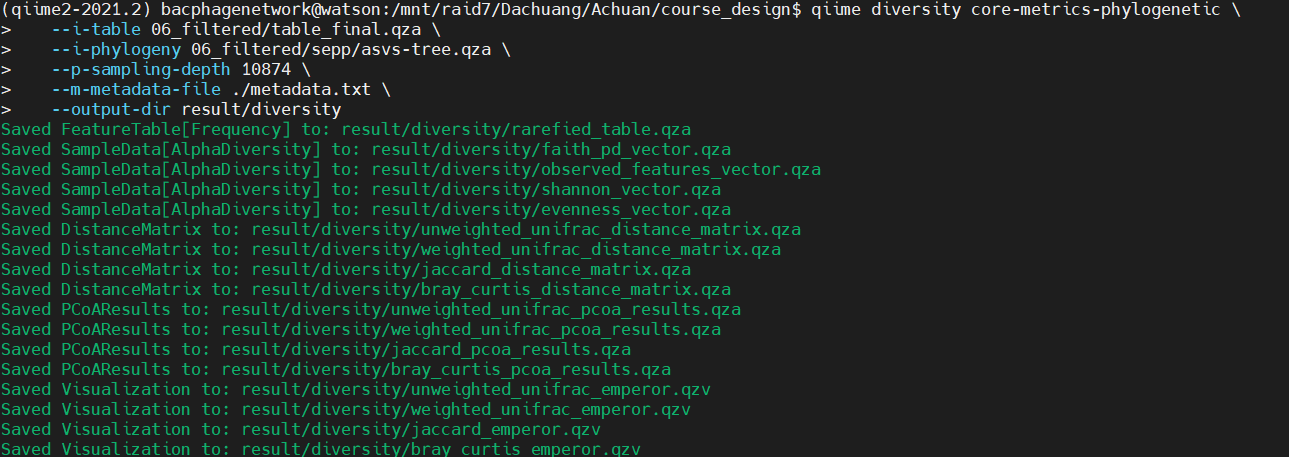 (qiime2-2021.2) bacphagenetwork@watson:/mnt/raid7/Dachuang/Achuan/course_design$ qiime diversity core-metrics-phylogenetic \
>    --i-table 06_filtered/table_final.qza \
>    --i-phylogeny 06_filtered/sepp/asvs-tree.qza \
>    --p-sampling-depth 10874 \
>    --m-metadata-file ./metadata.txt \
>    --output-dir result/diversity
Saved FeatureTable[Frequency] to: result/diversity/rarefied_table.qza
Saved SampleData[AlphaDiversity] to: result/diversity/faith_pd_vector.qza
Saved SampleData[AlphaDiversity] to: result/diversity/observed_features_vector.qza
Saved SampleData[AlphaDiversity] to: result/diversity/shannon_vector.qza
Saved SampleData[AlphaDiversity] to: result/diversity/evenness_vector.qza
Saved DistanceMatrix to: result/diversity/unweighted_unifrac_distance_matrix.qza
Saved DistanceMatrix to: result/diversity/weighted_unifrac_distance_matrix.qza
Saved DistanceMatrix to: result/diversity/jaccard_distance_matrix.qza
Saved DistanceMatrix to: result/diversity/bray_curtis_distance_matrix.qza
Saved PCoAResults to: result/diversity/unweighted_unifrac_pcoa_results.qza
Saved PCoAResults to: result/diversity/weighted_unifrac_pcoa_results.qza
Saved PCoAResults to: result/diversity/jaccard_pcoa_results.qza
Saved PCoAResults to: result/diversity/bray_curtis_pcoa_results.qza
Saved Visualization to: result/diversity/unweighted_unifrac_emperor.qzv
Saved Visualization to: result/diversity/weighted_unifrac_emperor.qzv
Saved Visualization to: result/diversity/jaccard_emperor.qzv
Saved Visualization to: result/diversity/bray_curtis_emperor.qzv